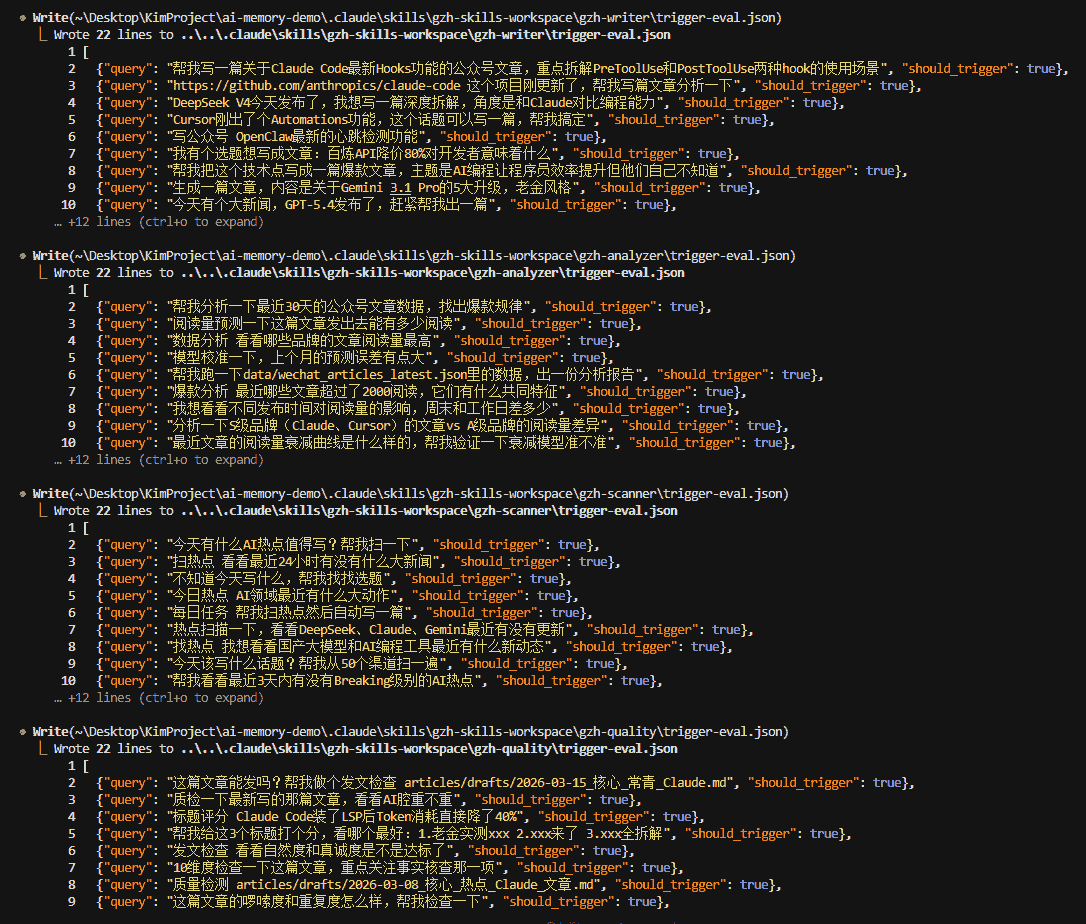 ● Write(~\Desktop\KimProject\ai-memory-demo\.claude\skills\gzh-skills-workspace\gzh-writer\trigger-eval.json)
⎿ Wrote 22 lines to ..\..\.claude\skills\gzh-skills-workspace\gzh-writer\trigger-eval.json
1 [
2 {"query": "帮我写一篇关于Claude Code最新Hooks功能的公众号文章，重点拆解PreToolUse和PostToolUse两种hook的使用场景", "should_trigger": true},
3 {"query": "https://github.com/anthropics/claude-code 这个项目刚更新了，帮我写篇文章分析一下", "should_trigger": true},
4 {"query": "DeepSeek V4今天发布了，我想写一篇深度拆解，角度是和Claude对比编程能力", "should_trigger": true},
5 {"query": "Cursor刚出了个Automations功能，这个话题可以写一篇，帮我搞定", "should_trigger": true},
6 {"query": "写公众号 OpenClaw最新的心跳检测功能", "should_trigger": true},
7 {"query": "我有个选题想写成文章：百炼API降价80%对开发者意味着什么", "should_trigger": true},
8 {"query": "帮我把这个技术点写成一篇爆款文章，主题是AI编程让程序员效率提升但他们自己不知道", "should_trigger": true},
9 {"query": "生成一篇文章，内容是关于Gemini 3.1 Pro的5大升级，老金风格", "should_trigger": true},
10 {"query": "今天有个大新闻，GPT-5.4发布了，赶紧帮我出一篇", "should_trigger": true},
… +12 lines (ctrl+o to expand)
● Write(~\Desktop\KimProject\ai-memory-demo\.claude\skills\gzh-skills-workspace\gzh-analyzer\trigger-eval.json)
⎿ Wrote 22 lines to ..\..\.claude\skills\gzh-skills-workspace\gzh-analyzer\trigger-eval.json
1 [
2 {"query": "帮我分析一下最近30天的公众号文章数据，找出爆款规律", "should_trigger": true},
3 {"query": "阅读量预测一下这篇文章发出去能有多少阅读", "should_trigger": true},
4 {"query": "数据分析 看看哪些品牌的文章阅读量最高", "should_trigger": true},
5 {"query": "模型校准一下，上个月的预测误差有点大", "should_trigger": true},
6 {"query": "帮我跑一下data/wechat_articles_latest.json里的数据，出一份分析报告", "should_trigger": true},
7 {"query": "爆款分析 最近哪些文章超过了2000阅读，它们有什么共同特征", "should_trigger": true},
8 {"query": "我想看看不同发布时间对阅读量的影响，周末和工作日差多少", "should_trigger": true},
9 {"query": "分析一下S级品牌（Claude、Cursor）的文章vs A级品牌的阅读量差异", "should_trigger": true},
10 {"query": "最近文章的阅读量衰减曲线是什么样的，帮我验证一下衰减模型准不准", "should_trigger": true},
… +12 lines (ctrl+o to expand)
● Write(~\Desktop\KimProject\ai-memory-demo\.claude\skills\gzh-skills-workspace\gzh-scanner\trigger-eval.json)
⎿ Wrote 22 lines to ..\..\.claude\skills\gzh-skills-workspace\gzh-scanner\trigger-eval.json
1 [
2 {"query": "今天有什么AI热点值得写？帮我扫一下", "should_trigger": true},
3 {"query": "扫热点 看看最近24小时有没有什么大新闻", "should_trigger": true},
4 {"query": "不知道今天写什么，帮我找找选题", "should_trigger": true},
5 {"query": "今日热点 AI领域最近有什么大动作", "should_trigger": true},
6 {"query": "每日任务 帮我扫热点然后自动写一篇", "should_trigger": true},
7 {"query": "热点扫描一下，看看DeepSeek、Claude、Gemini最近有没有更新", "should_trigger": true},
8 {"query": "找热点 我想看看国产大模型和AI编程工具最近有什么新动态", "should_trigger": true},
9 {"query": "今天该写什么话题？帮我从50个渠道扫一遍", "should_trigger": true},
10 {"query": "帮我看看最近3天内有没有Breaking级别的AI热点", "should_trigger": true},
… +12 lines (ctrl+o to expand)
● Write(~\Desktop\KimProject\ai-memory-demo\.claude\skills\gzh-skills-workspace\gzh-quality\trigger-eval.json)
⎿ Wrote 22 lines to ..\..\.claude\skills\gzh-skills-workspace\gzh-quality\trigger-eval.json
1 [
2 {"query": "这篇文章能发吗？帮我做个发文检查 articles/drafts/2026-03-15_核心_常青_Claude.md", "should_trigger": true},
3 {"query": "质检一下最新写的那篇文章，看看AI腔重不重", "should_trigger": true},
4 {"query": "标题评分 Claude Code装了LSP后Token消耗直接降了40%", "should_trigger": true},
5 {"query": "帮我给这3个标题打个分，看哪个最好：1.老金实测xxx 2.xxx来了 3.xxx全拆解", "should_trigger": true},
6 {"query": "发文检查 看看自然度和真诚度是不是达标了", "should_trigger": true},
7 {"query": "10维度检查一下这篇文章，重点关注事实核查那一项", "should_trigger": true},
8 {"query": "质量检测 articles/drafts/2026-03-08_核心_热点_Claude_文章.md", "should_trigger": true},
9 {"query": "这篇文章的啰嗦度和重复度怎么样，帮我检查一下", "should_trigger": true},